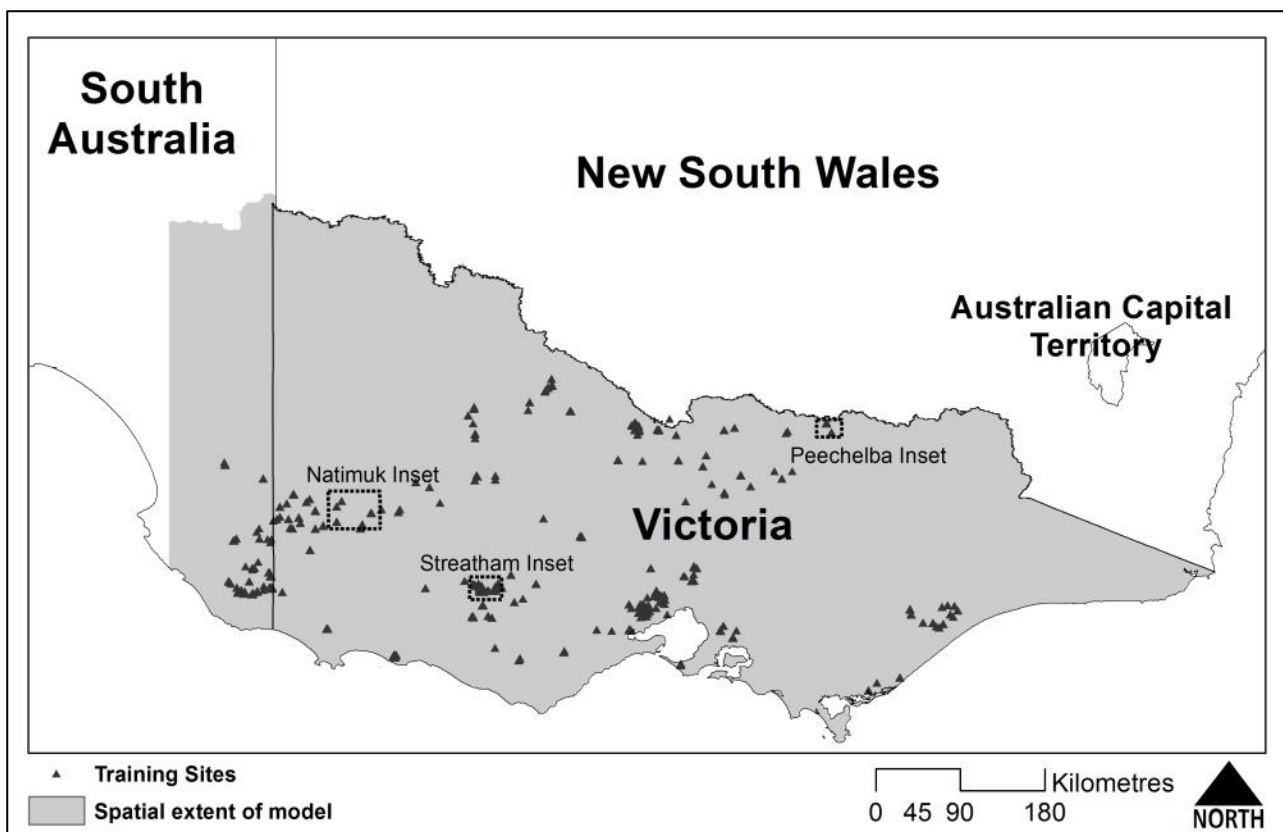 South
Australia
New South Wales
Australian Capital
Territory
Natimuk Inset
Peechelba Inset
Victoria
Streatham Inset
Training Sites
Spatial extent of model
Kilometres
0 45 90 180
NORTH